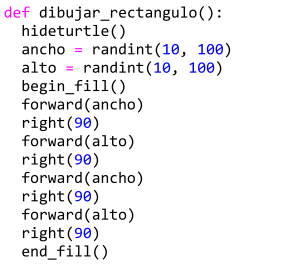 def dibujar_rectangulo():
  hideturtle()
  ancho = randint(10, 100)
  alto = randint(10, 100)
  begin_fill()
  forward(ancho)
  right(90)
  forward(alto)
  right(90)
  forward(ancho)
  right(90)
  forward(alto)
  right(90)
  end_fill()